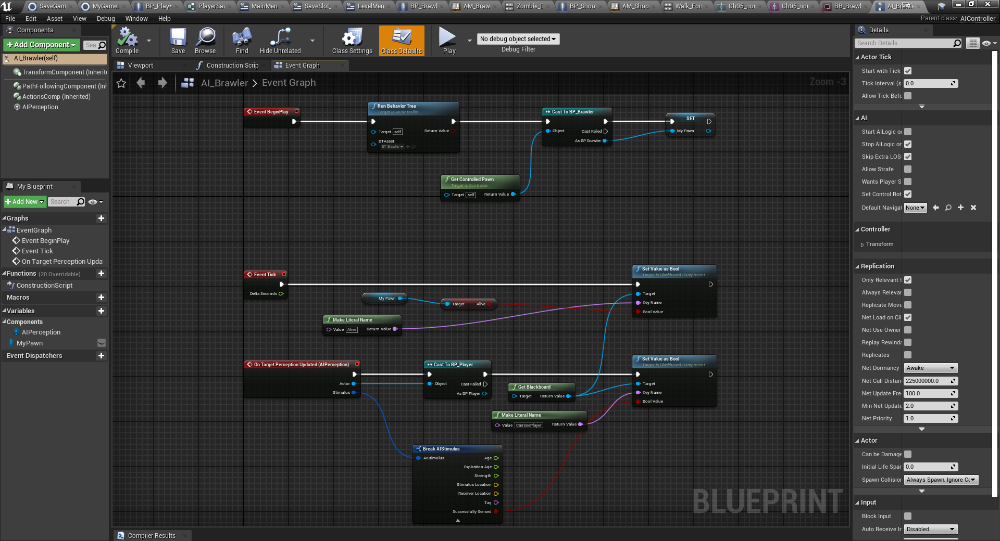 SaveGam
MyGameI
BP_Play*
PlayerSav
MainMen
SaveSlot_
LevelMen
BP_Brawl
AM_Braw
Zombie_D
BP_Shoo
AM_Shoo
Walk_For
Ch05_nor
Ch05_nor
BB_Brawl
File Edit Asset View Debug Window Help
Parent class: AIController
Components
+Add Component
Sea
AI_Brawler(self)
TransformComponent (Inherite
PathFollowingComponent (Inh
ActionsComp (Inherited)
AIPerception
My Blueprint
+Add New
Search
Graphs
EventGraph
Event BeginPlay
Event Tick
On Target Perception Upda
Functions (20 Overridable)
ConstructionScript
Macros
Variables
Components
AIPerception
MyPawn
Event Dispatchers
Compile
Save
Browse
Find
Hide Unrelated
Class Settings
Class Defaults
Play
No debug object selected
Debug Filter
Viewport
Construction Scrip
Event Graph
AI_Brawler > Event Graph
Zoom -3
Event BeginPlay
Run Behavior Tree
Target is AIController
Target self
Return Value
BTAsset
BT_Brawler
Cast To BP_Brawler
Object
Cast Failed
As BP Brawler
SET
My Pawn
Get Controlled Pawn
Target is Controller
Target self
Return Value
Event Tick
Delta Seconds
My Pawn
Target Alive
Make Literal Name
Value Alive
Return Value
Set Value as Bool
Target is Blackboard Component
Target
Key Name
Bool Value
On Target Perception Updated (AIPerception)
Actor
Stimulus
Cast To BP_Player
Object
Cast Failed
As BP Player
Get Blackboard
Target
Return Value
Make Literal Name
Value CanSeePlayer
Return Value
Set Value as Bool
Target is Blackboard Component
Target
Key Name
Bool Value
Break AIStimulus
AIStimulus
Age
Expiration Age
Strength
Stimulus Location
Receiver Location
Tag
Successfully Sensed
BLUEPRINT
Compiler Results
Details
Search Details
Actor Tick
Start with Tick
Tick Interval (s 0.0
Allow Tick Befo
AI
Start AILogic or
Stop AILogic or
Skip Extra LOS
Allow Strafe
Wants Player S
Set Control Rot
Default Navigat None
Controller
Transform
Replication
Only Relevant t
Always Relevar
Replicate Move
Net Load on Cli
Net Use Owner
Replay Rewinda
Replicates
Net Dormancy Awake
Net Cull Distan 225000000.0
Net Update Fre 100.0
Min Net Update 2.0
Net Priority 1.0
Actor
Can be Damage
Initial Life Spar 0.0
Spawn Collision Always Spawn, Ignore Co
Input
Block Input
Auto Receive Ir Disabled